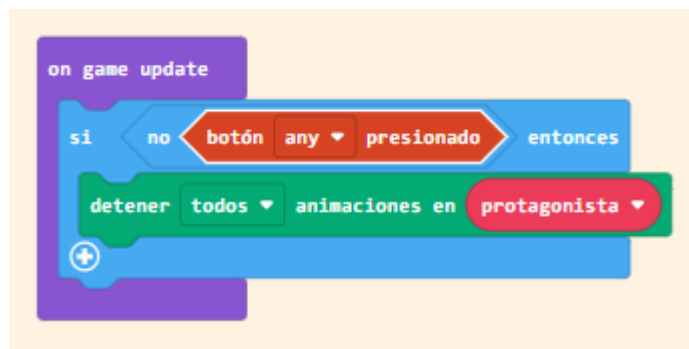 on game update
si no botón any presionado entonces
detener todos animaciones en protagonista